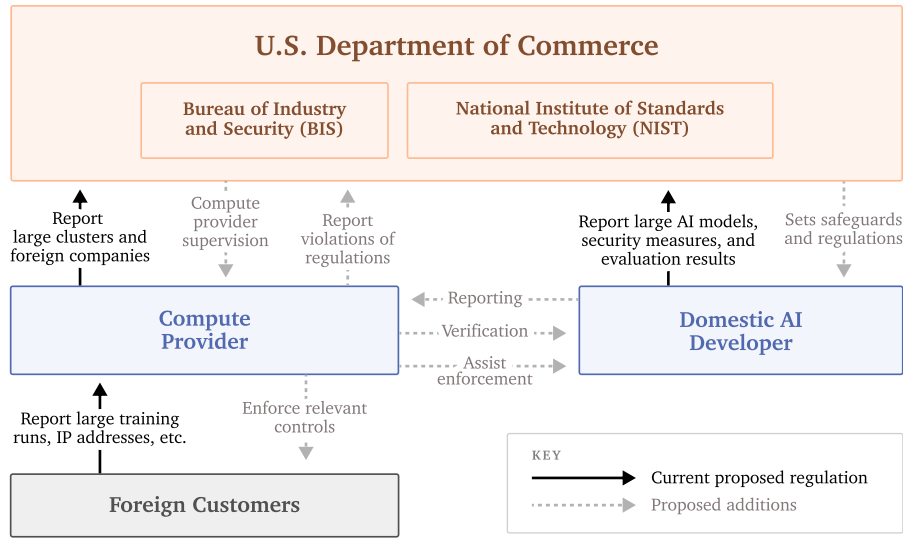 U.S. Department of Commerce
Bureau of Industry
and Security (BIS)
National Institute of Standards
and Technology (NIST)
Report
large clusters and
foreign companies
Compute
provider
supervision
Report
violations of
regulations
Report large AI models,
security measures, and
evaluation results
Sets safeguards
and regulations
Compute
Provider
Reporting
Verification
Assist
enforcement
Domestic AI
Developer
Report large training
runs, IP addresses, etc.
Enforce relevant
controls
Foreign Customers
KEY
Current proposed regulation
Proposed additions